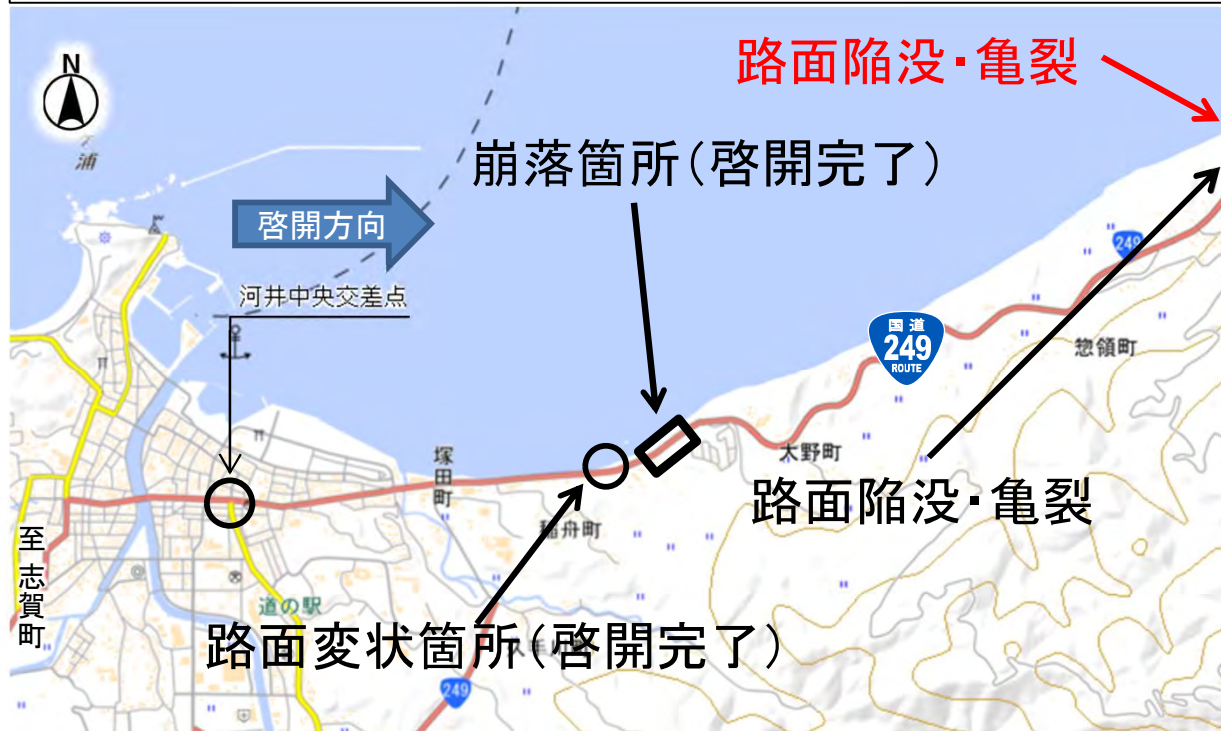 N
浦
路面陥没・亀裂
崩落箇所（啓開完了）
啓開方向
河井中央交差点
249
国道
249
ROUTE
惣領町
塚田町
大野町
稲舟町
路面陥没・亀裂
至 志賀町
道の駅
路面変状箇所（啓開完了）
249